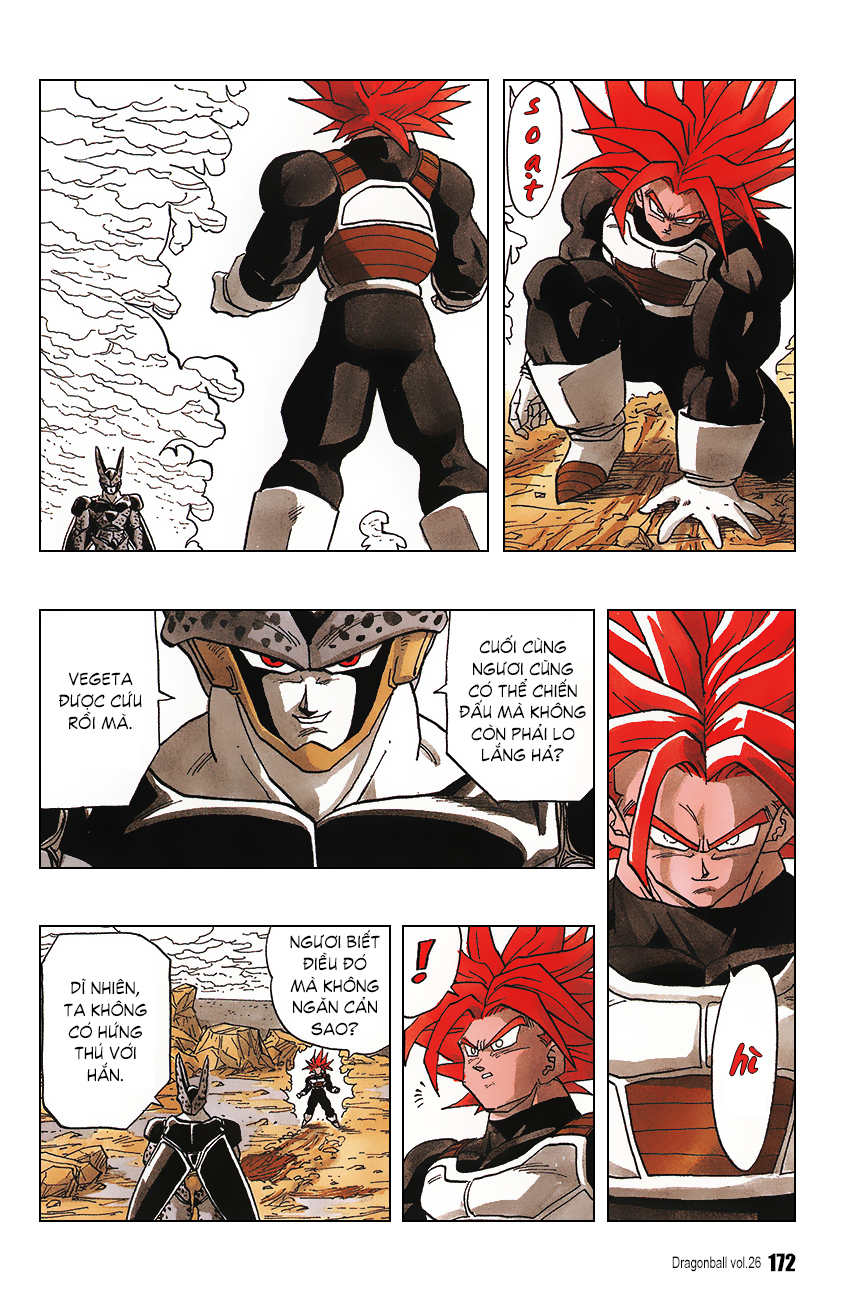 soạt
CUỐI CÙNG
NGƯƠI CŨNG
CÓ THỂ CHIẾN
ĐẤU MÀ KHÔNG
CÒN PHẢI LO
LẮNG HẢ?
VEGETA
ĐƯỢC CỨU
RỒI MÀ.
hì
!
NGƯƠI BIẾT
ĐIỀU ĐÓ
MÀ KHÔNG
NGĂN CẢN
SAO?
DĨ NHIÊN,
TA KHÔNG
CÓ HỨNG
THÚ VỚI
HẮN.
Dragonball vol.26 172